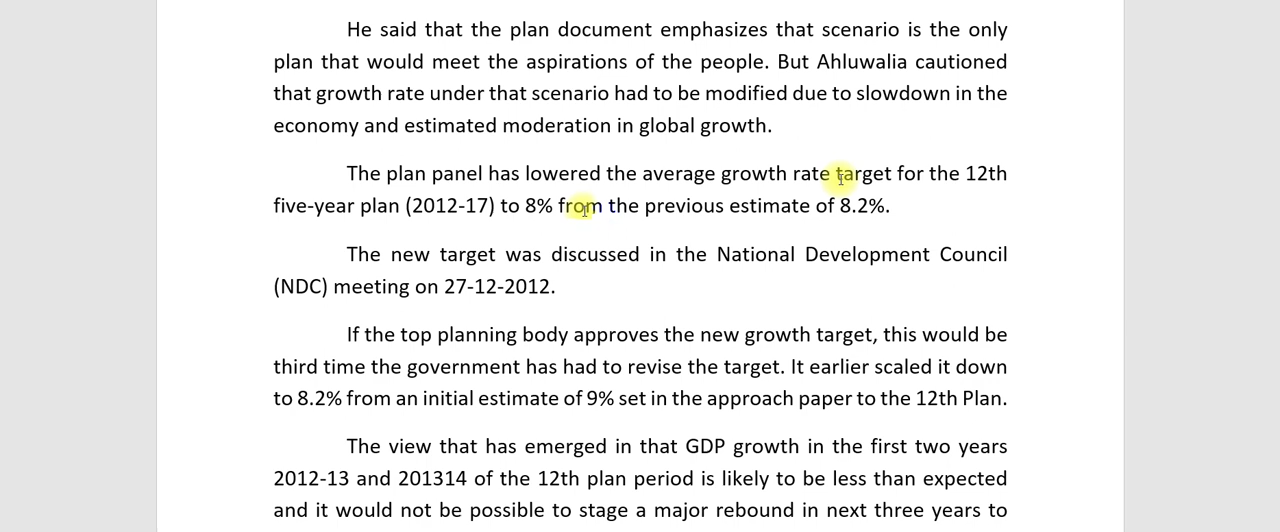 He said that the plan document emphasizes that scenario is the only
plan that would meet the aspirations of the people. But Ahluwalia cautioned
that growth rate under that scenario had to be modified due to slowdown in the
economy and estimated moderation in global growth.
The plan panel has lowered the average growth rate target for the 12th
five-year plan (2012-17) to 8% from the previous estimate of 8.2%.
The new target was discussed in the National Development Council
(NDC) meeting on 27-12-2012.
If the top planning body approves the new growth target, this would be
third time the government has had to revise the target. It earlier scaled it down
to 8.2% from an initial estimate of 9% set in the approach paper to the 12th Plan.
The view that has emerged in that GDP growth in the first two years
2012-13 and 201314 of the 12th plan period is likely to be less than expected
and it would not be possible to stage a major rebound in next three years to